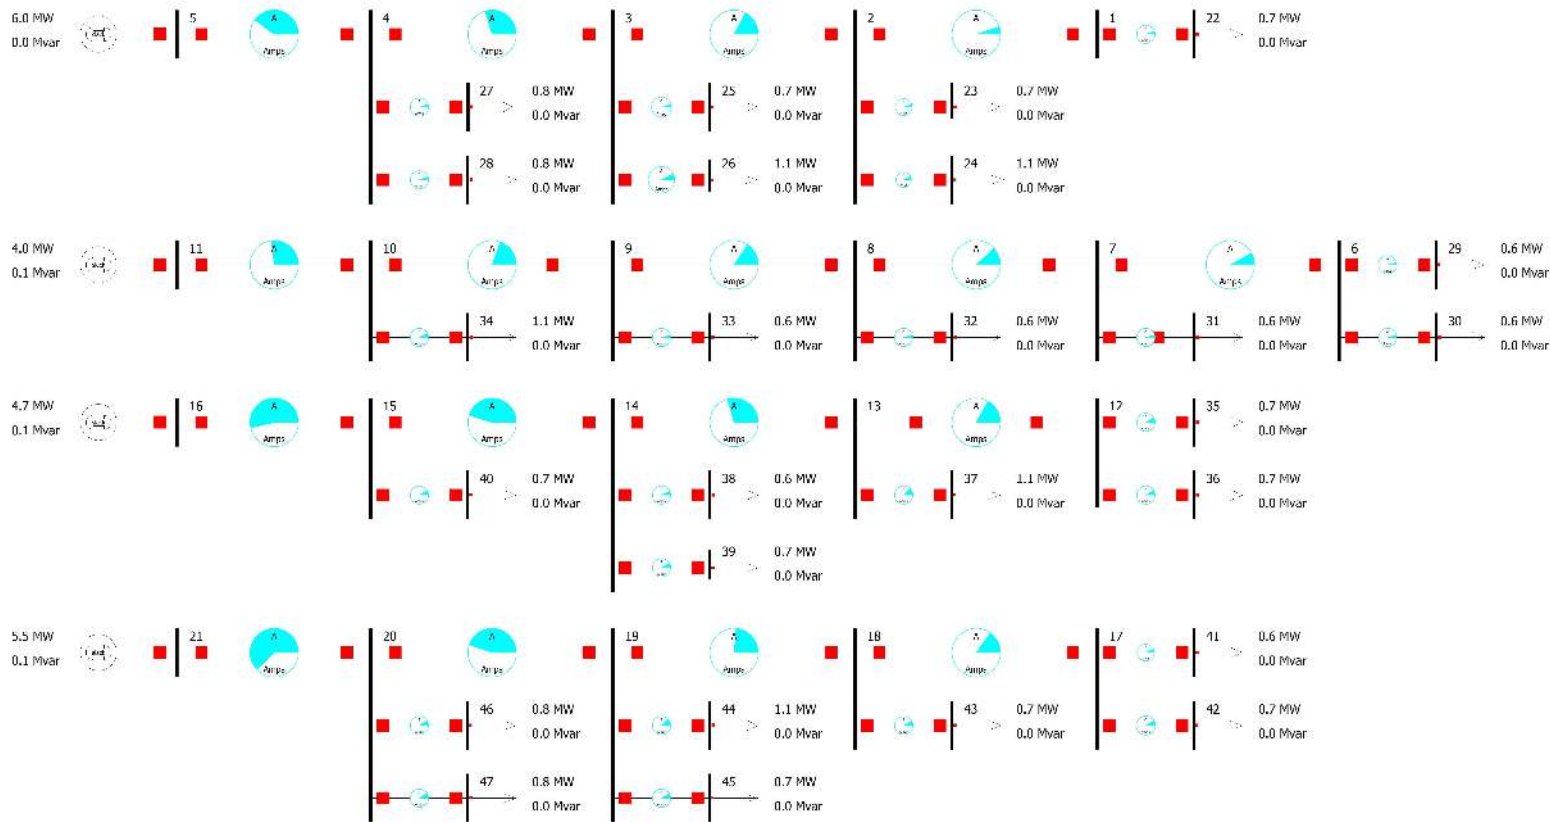 6.0 MW 5 A 4 A 3 A 2 A 1 22 0.7 MW
0.0 Mvar Amps Amps Amps Amps 0.0 Mvar
27 0.8 MW 25 0.7 MW 23 0.7 MW
0.0 Mvar 0.0 Mvar 0.0 Mvar
28 0.8 MW 26 1.1 MW 24 1.1 MW
0.0 Mvar 0.0 Mvar 0.0 Mvar
4.0 MW 11 A 10 A 9 A 8 A 7 A 6 29 0.6 MW
0.1 Mvar Amps Amps Amps Amps Amps 0.0 Mvar
34 1.1 MW 33 0.6 MW 32 0.6 MW 31 0.6 MW 30 0.6 MW
0.0 Mvar 0.0 Mvar 0.0 Mvar 0.0 Mvar 0.0 Mvar
4.7 MW 16 A 15 A 14 A 13 A 12 35 0.7 MW
0.1 Mvar Amps Amps Amps Amps 0.0 Mvar
40 0.7 MW 38 0.6 MW 37 1.1 MW 36 0.7 MW
0.0 Mvar 0.0 Mvar 0.0 Mvar 0.0 Mvar
39 0.7 MW
0.0 Mvar
5.5 MW 21 A 20 A 19 A 18 A 17 41 0.6 MW
0.1 Mvar Amps Amps Amps Amps 0.0 Mvar
46 0.8 MW 44 1.1 MW 43 0.7 MW 42 0.7 MW
0.0 Mvar 0.0 Mvar 0.0 Mvar 0.0 Mvar
47 0.8 MW 45 0.7 MW
0.0 Mvar 0.0 Mvar